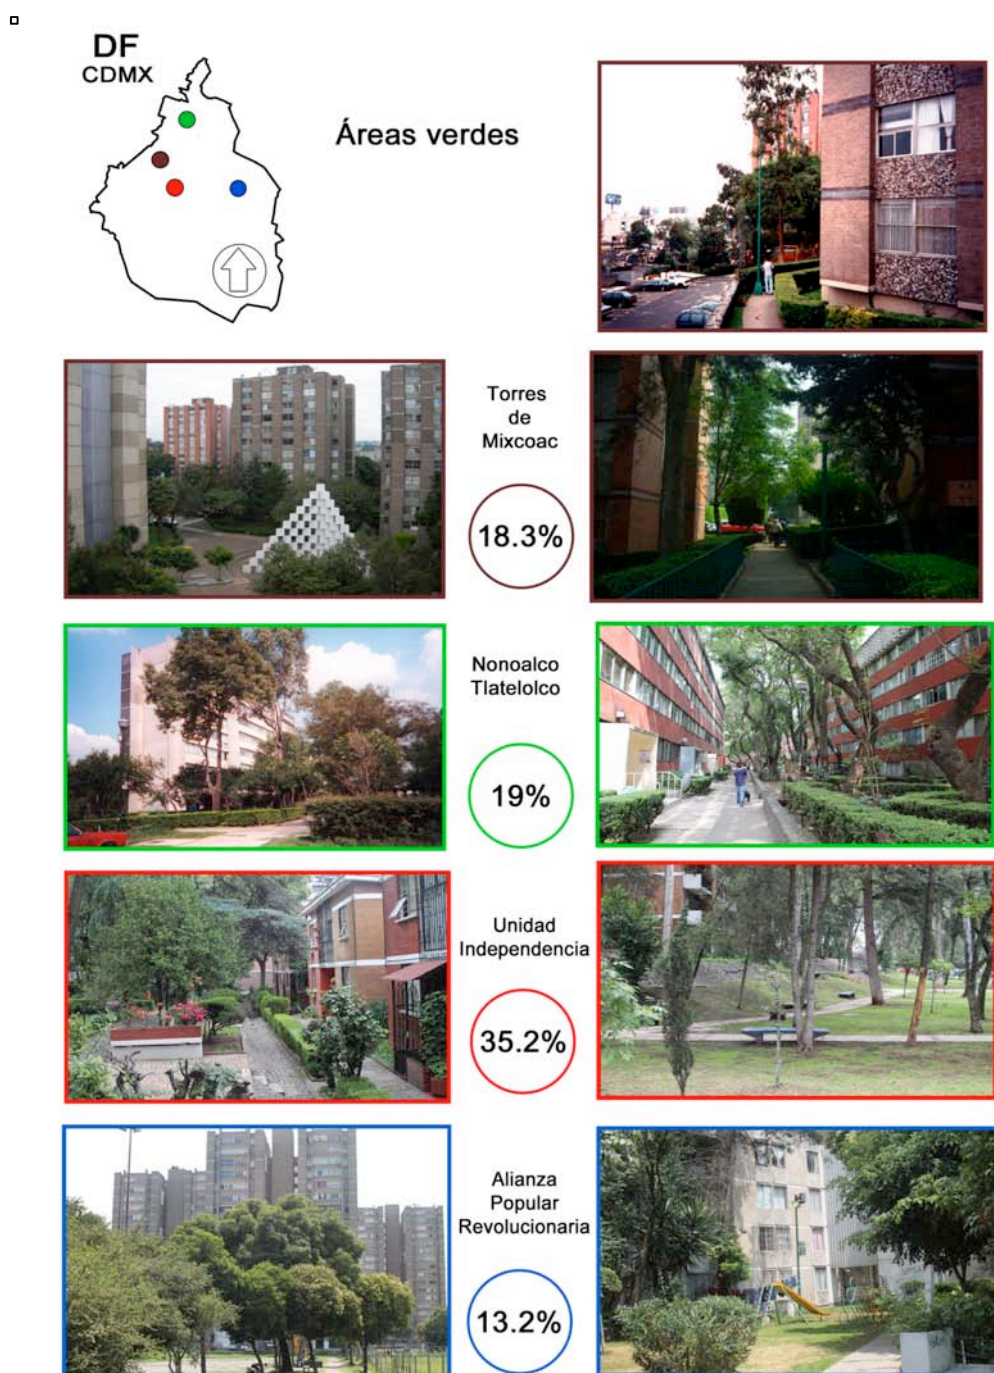 DF
CDMX
Áreas verdes
Torres
de
Mixcoac
18.3%
Nonoalco
Tlatelolco
19%
Unidad
Independencia
35.2%
Alianza
Popular
Revolucionaria
13.2%